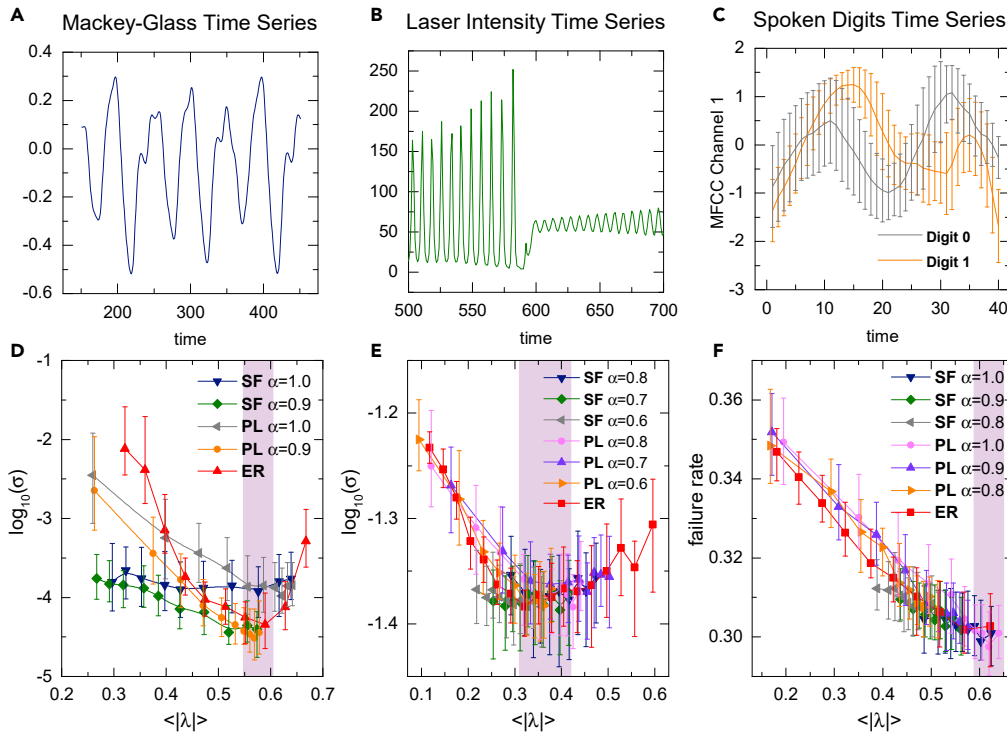 A Mackey-Glass Time Series
0.4
0.2
0.0
-0.2
-0.4
-0.6
200 300 400
time
B Laser Intensity Time Series
250
200
150
100
50
0
500 550 600 650 700
time
C Spoken Digits Time Series
MFCC Channel 1
2
1
0
-1
-2
-3
Digit 0
Digit 1
0 10 20 30 40
time
D
log10(σ)
-1
-2
-3
-4
-5
SF α=1.0
SF α=0.9
PL α=1.0
PL α=0.9
ER
0.2 0.3 0.4 0.5 0.6 0.7
<|λ|>
E
log10(σ)
-1.2
-1.3
-1.4
SF α=0.8
SF α=0.7
SF α=0.6
PL α=0.8
PL α=0.7
PL α=0.6
ER
0.1 0.2 0.3 0.4 0.5 0.6
<|λ|>
F
failure rate
0.36
0.34
0.32
0.30
SF α=1.0
SF α=0.9
SF α=0.8
PL α=1.0
PL α=0.9
PL α=0.8
ER
0.2 0.3 0.4 0.5 0.6
<|λ|>